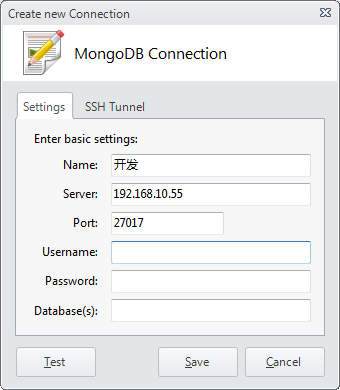 Create new Connection
MongoDB Connection
Settings
SSH Tunnel
Enter basic settings:
Name: 开发
Server: 192.168.10.55
Port: 27017
Username:
Password:
Database(s):
Test
Save
Cancel